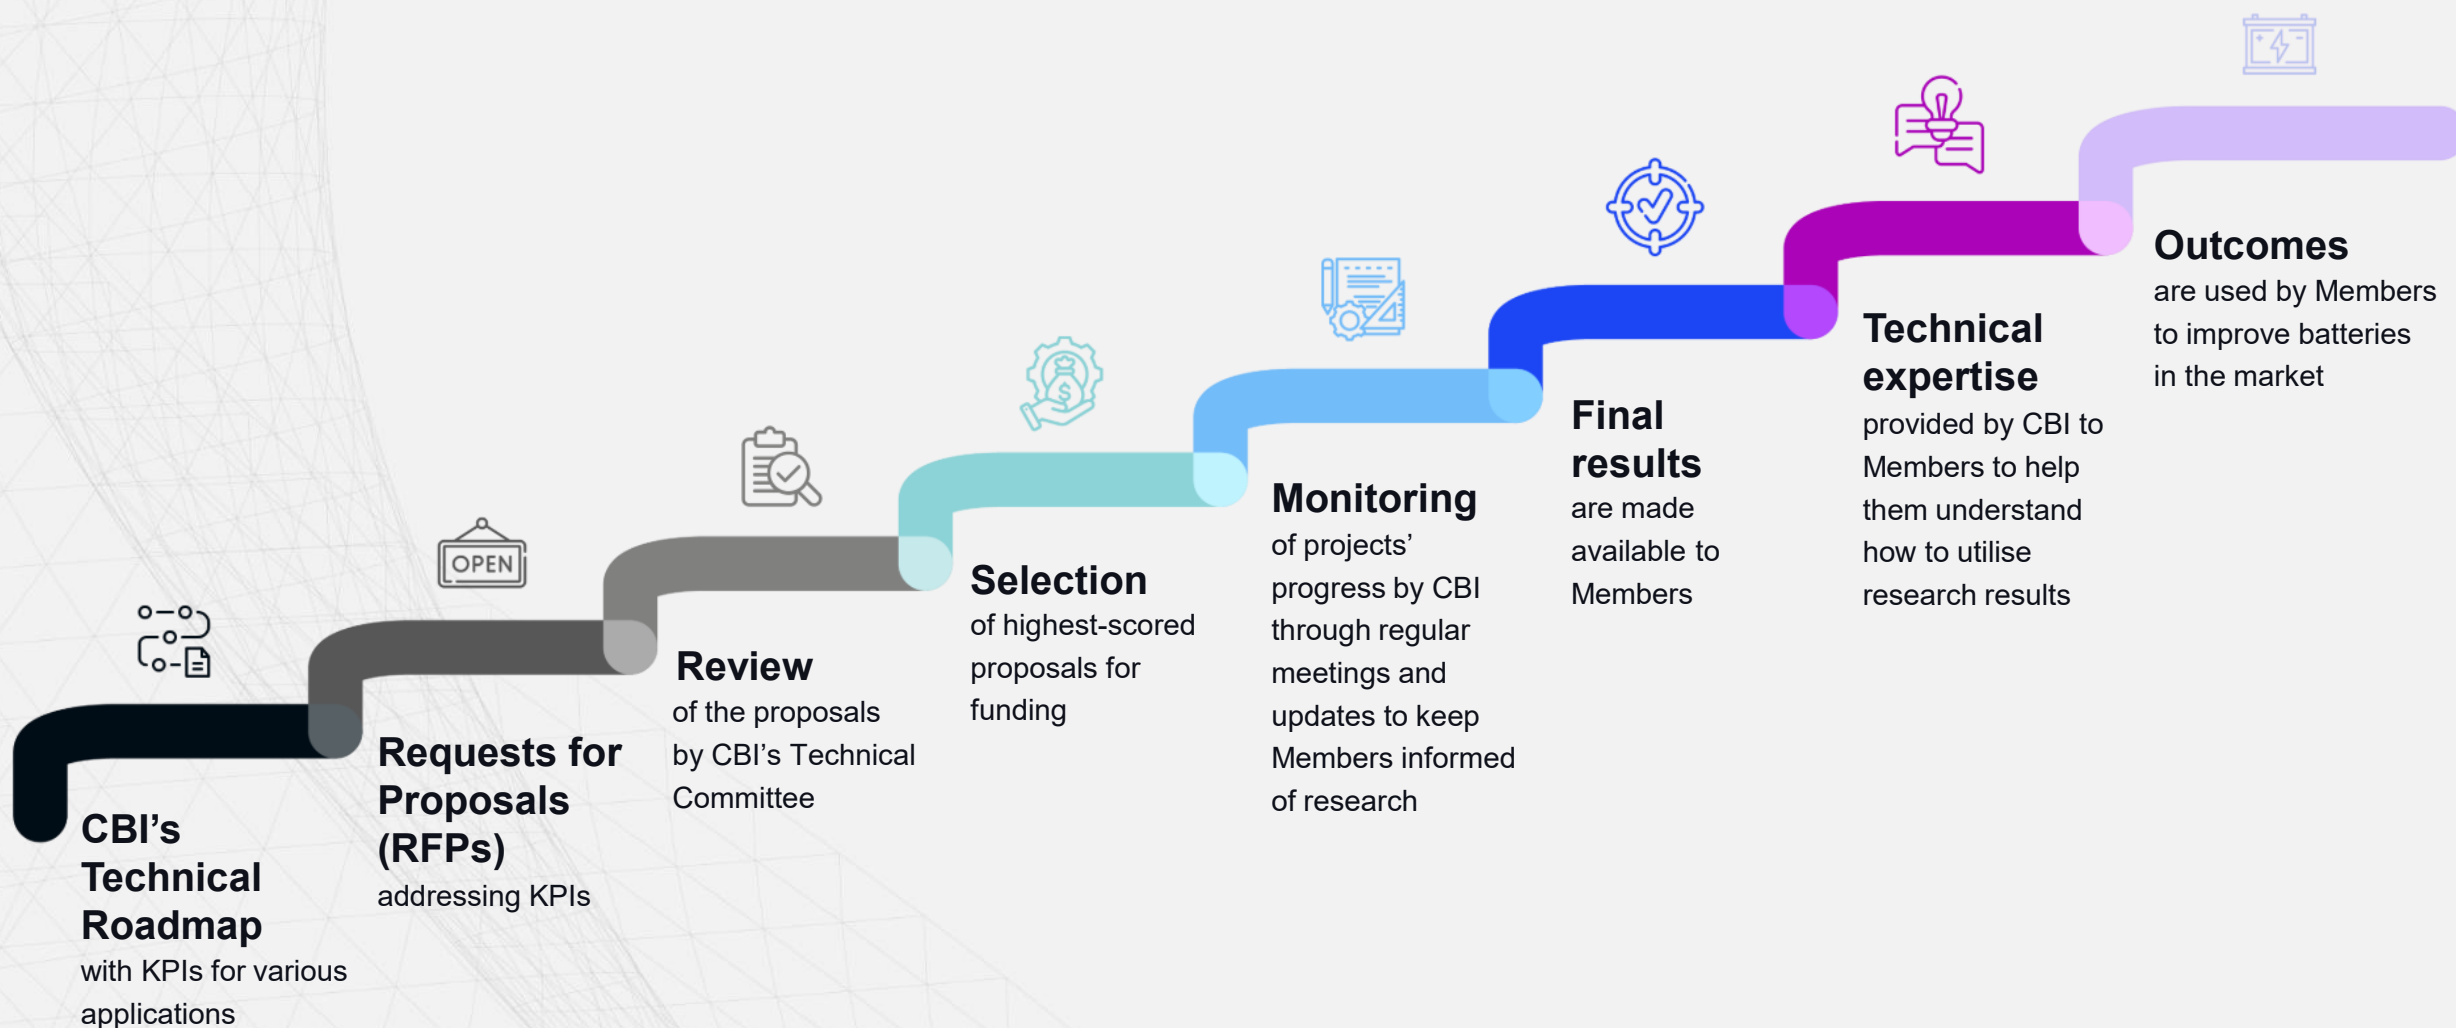 CBI’s
Technical
Roadmap
with KPIs for various
applications
OPEN
Requests for
Proposals
(RFPs)
addressing KPIs
Review
of the proposals
by CBI’s Technical
Committee
$
Selection
of highest-scored
proposals for
funding
Monitoring
of projects’
progress by CBI
through regular
meetings and
updates to keep
Members informed
of research
Final
results
are made
available to
Members
Technical
expertise
provided by CBI to
Members to help
them understand
how to utilise
research results
Outcomes
are used by Members
to improve batteries
in the market